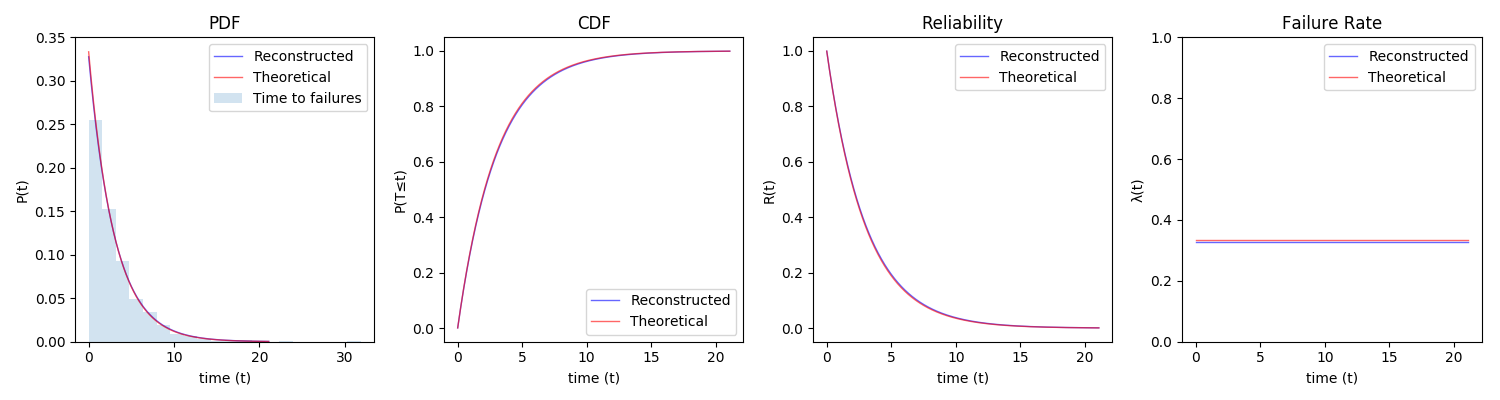 PDF
0.35
0.30
0.25
0.20
0.15
0.10
0.05
0.00
P(t)
0
10
20
30
time (t)
Reconstructed
Theoretical
Time to failures
CDF
1.0
0.8
0.6
0.4
0.2
0.0
P(T≤t)
0
5
10
15
20
time (t)
Reconstructed
Theoretical
Reliability
1.0
0.8
0.6
0.4
0.2
0.0
R(t)
0
5
10
15
20
time (t)
Reconstructed
Theoretical
Failure Rate
1.0
0.8
0.6
0.4
0.2
0.0
λ(t)
0
5
10
15
20
time (t)
Reconstructed
Theoretical